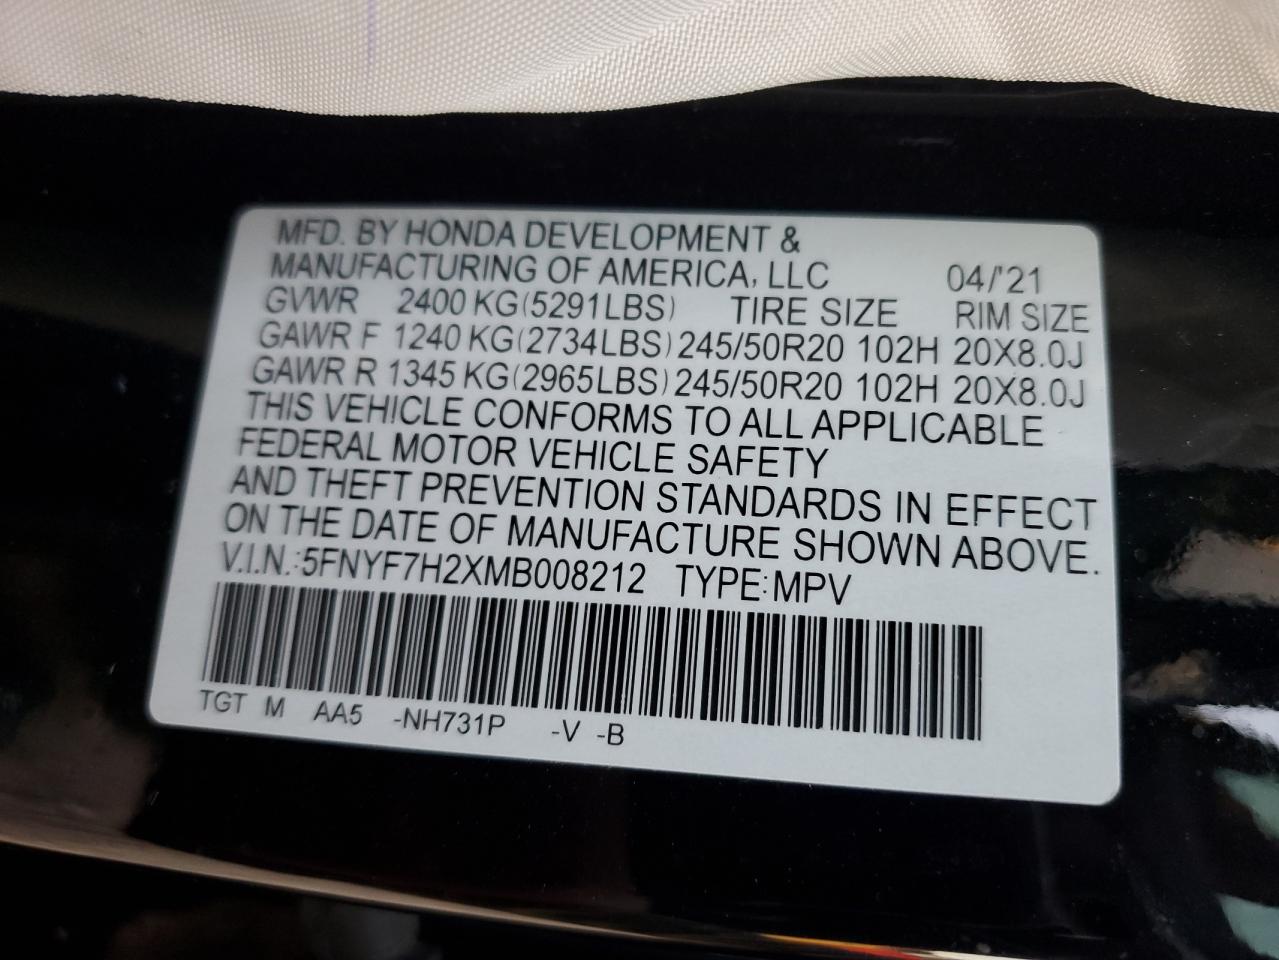 MFD. BY HONDA DEVELOPMENT &
MANUFACTURING OF AMERICA, LLC 04/'21
GVWR 2400 KG(5291LBS) TIRE SIZE RIM SIZE
GAWR F 1240 KG(2734LBS) 245/50R20 102H 20X8.0J
GAWR R 1345 KG(2965LBS) 245/50R20 102H 20X8.0J
THIS VEHICLE CONFORMS TO ALL APPLICABLE
FEDERAL MOTOR VEHICLE SAFETY
AND THEFT PREVENTION STANDARDS IN EFFECT
ON THE DATE OF MANUFACTURE SHOWN ABOVE.
V.I.N.:5FNYF7H2XMB008212 TYPE:MPV
TGT M AA5 -NH731P -V -B